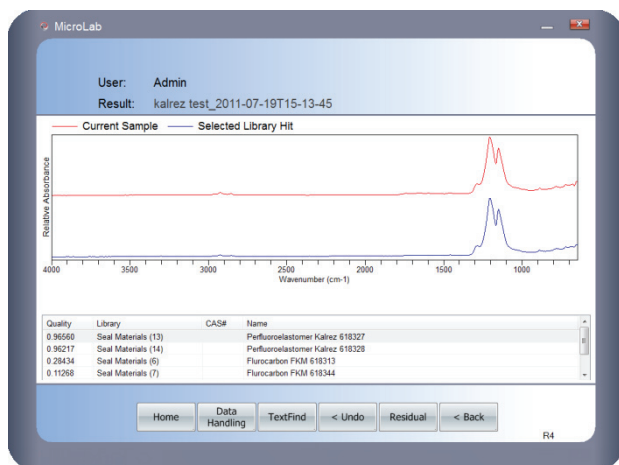 MicroLab
User: Admin
Result: kalrez test_2011-07-19T15-13-45
Current Sample Selected Library Hit
Relative Absorbance
4000 3500 3000 2500 2000 1500 1000
Wavenumber (cm-1)
Quality Library CAS# Name
0.96560 Seal Materials (13) Perfluoroelastomer Kalrez 618327
0.96217 Seal Materials (14) Perfluoroelastomer Kalrez 618328
0.28434 Seal Materials (6) Flurocarbon FKM 618313
0.11268 Seal Materials (7) Flurocarbon FKM 618344
Home Data Handling TextFind < Undo Residual < Back
R4